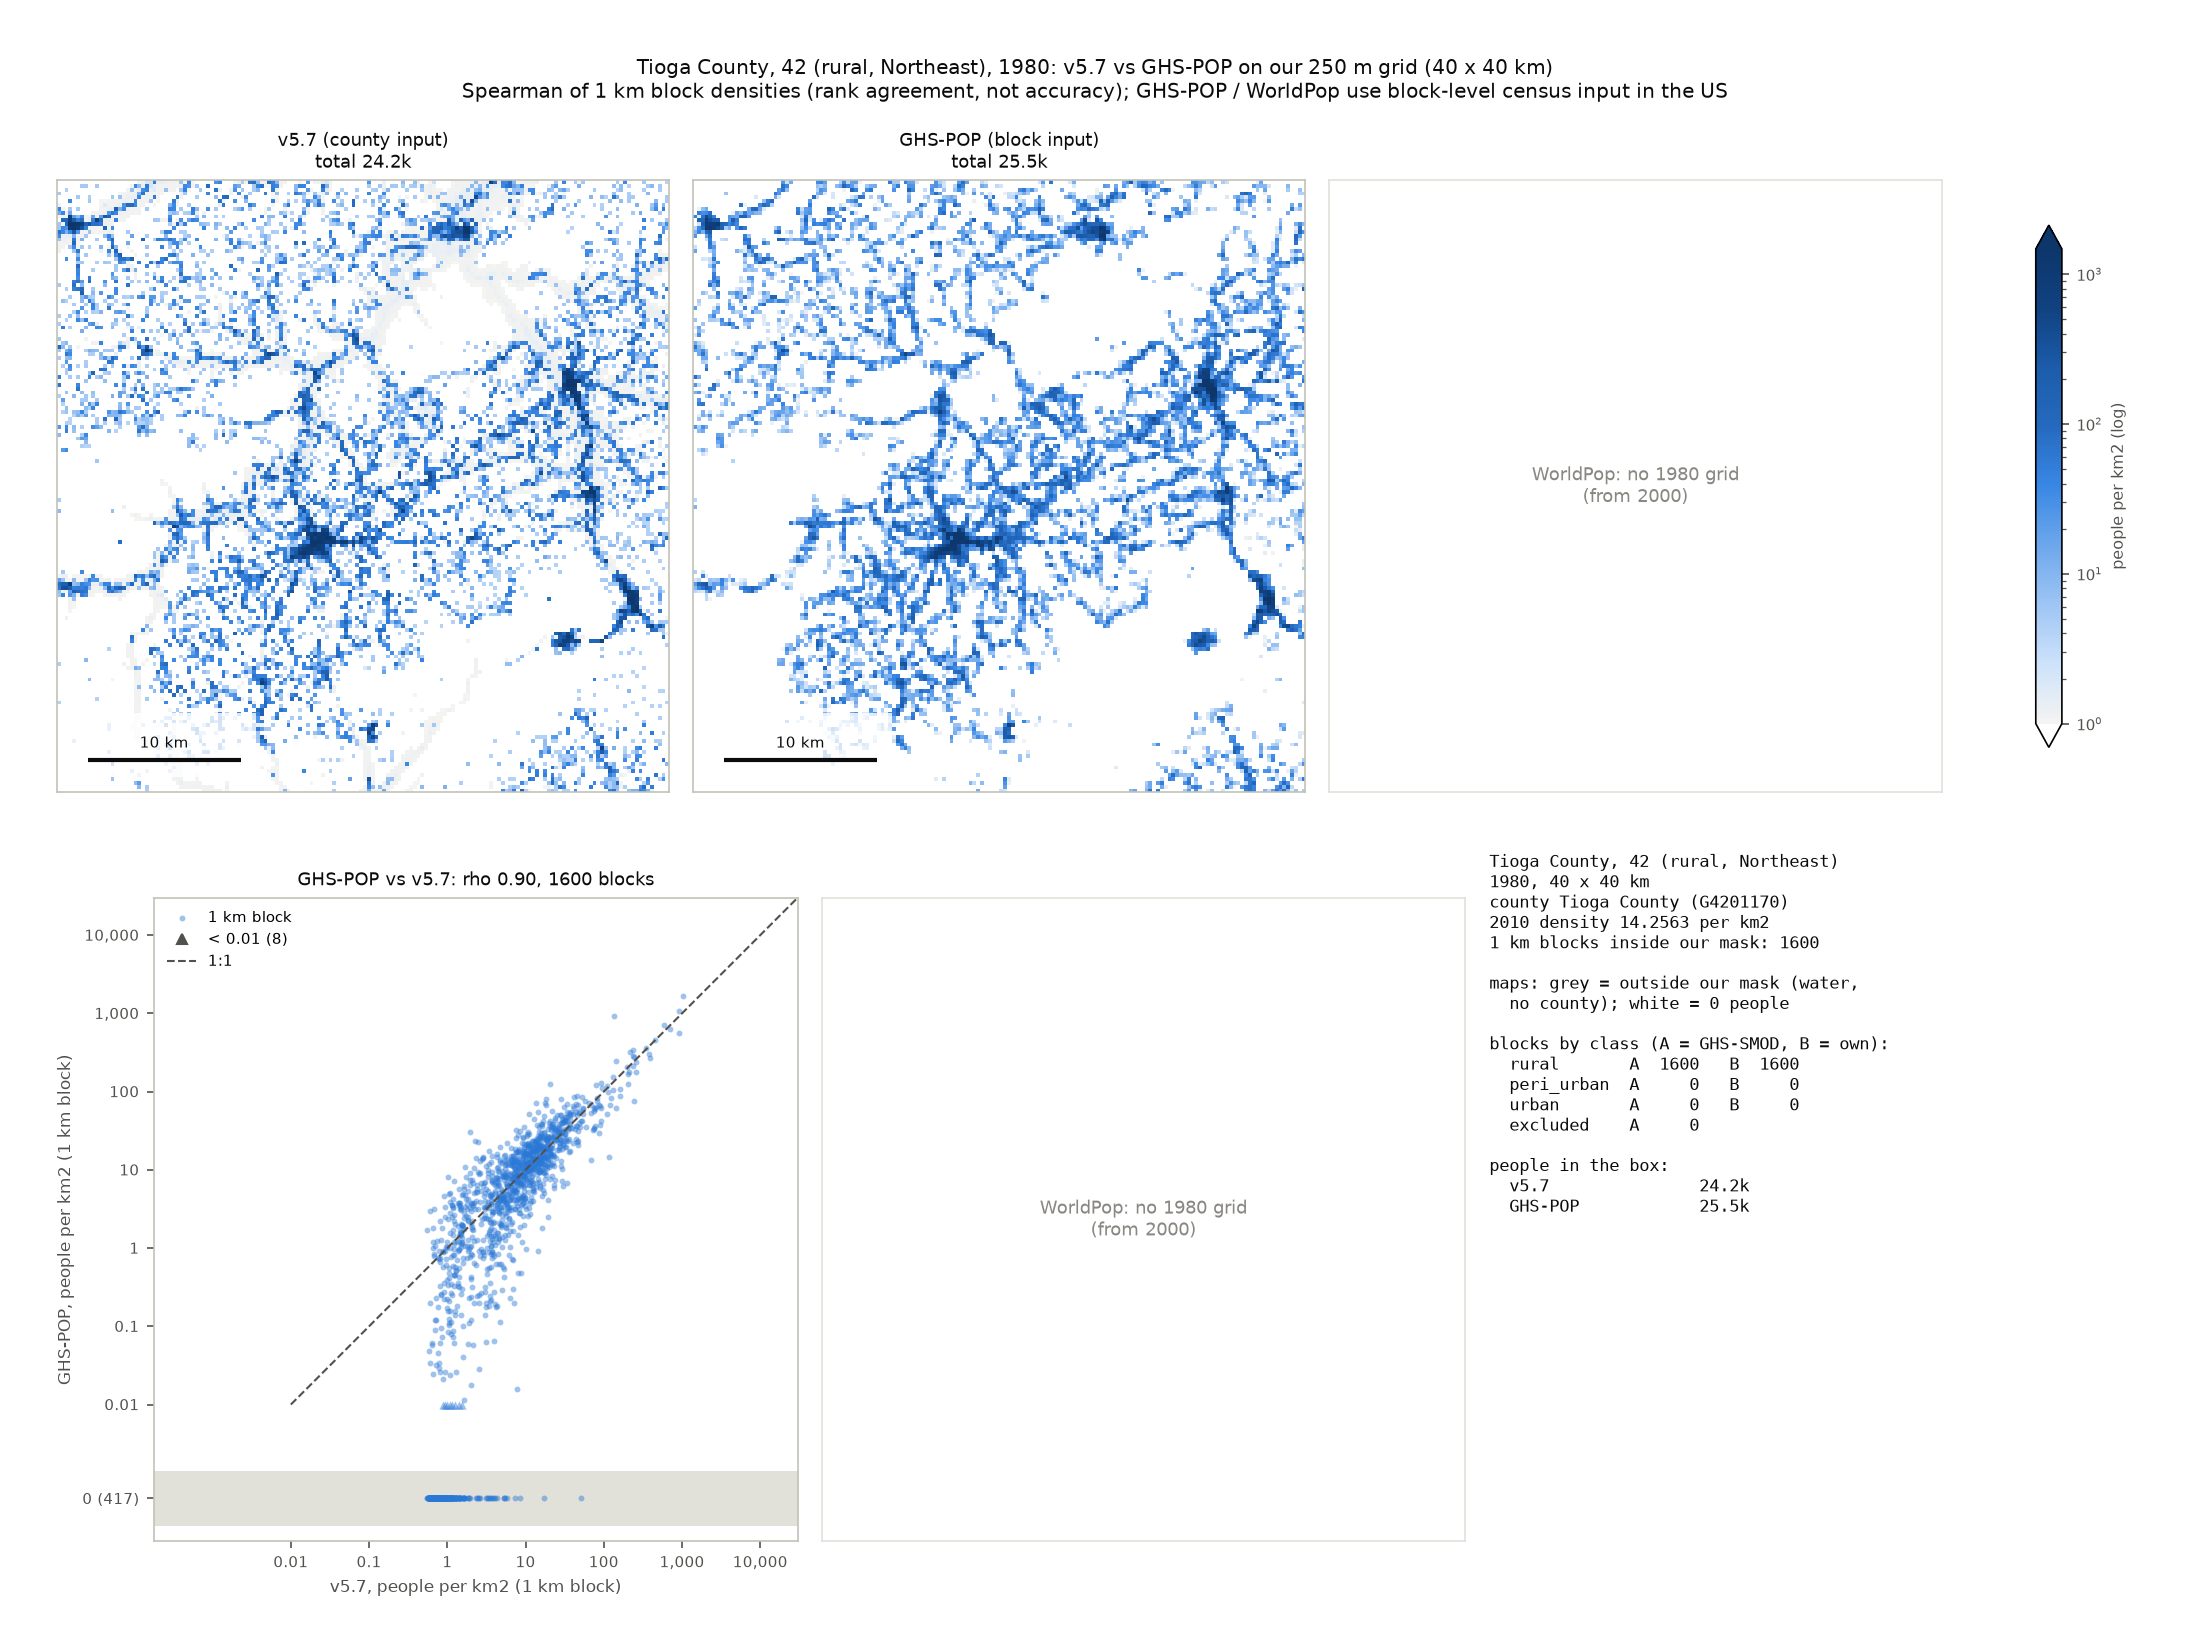 Tioga County, 42 (rural, Northeast), 1980: v5.7 vs GHS-POP on our 250 m grid (40 x 40 km)
Spearman of 1 km block densities (rank agreement, not accuracy); GHS-POP / WorldPop use block-level census input in the US
v5.7 (county input)
total 24.2k
GHS-POP (block input)
total 25.5k
10 km
10 km
WorldPop: no 1980 grid
(from 2000)
10³
10²
10¹
10⁰
people per km2 (log)
GHS-POP vs v5.7: rho 0.90, 1600 blocks
1 km block
< 0.01 (8)
1:1
10,000
1,000
100
10
1
0.1
0.01
0 (417)
GHS-POP, people per km2 (1 km block)
0.01
0.1
1
10
100
1,000
10,000
v5.7, people per km2 (1 km block)
WorldPop: no 1980 grid
(from 2000)
Tioga County, 42 (rural, Northeast)
1980, 40 x 40 km
county Tioga County (G4201170)
2010 density 14.2563 per km2
1 km blocks inside our mask: 1600
maps: grey = outside our mask (water,
no county); white = 0 people
blocks by class (A = GHS-SMOD, B = own):
rural A 1600 B 1600
peri_urban A 0 B 0
urban A 0 B 0
excluded A 0
people in the box:
v5.7 24.2k
GHS-POP 25.5k